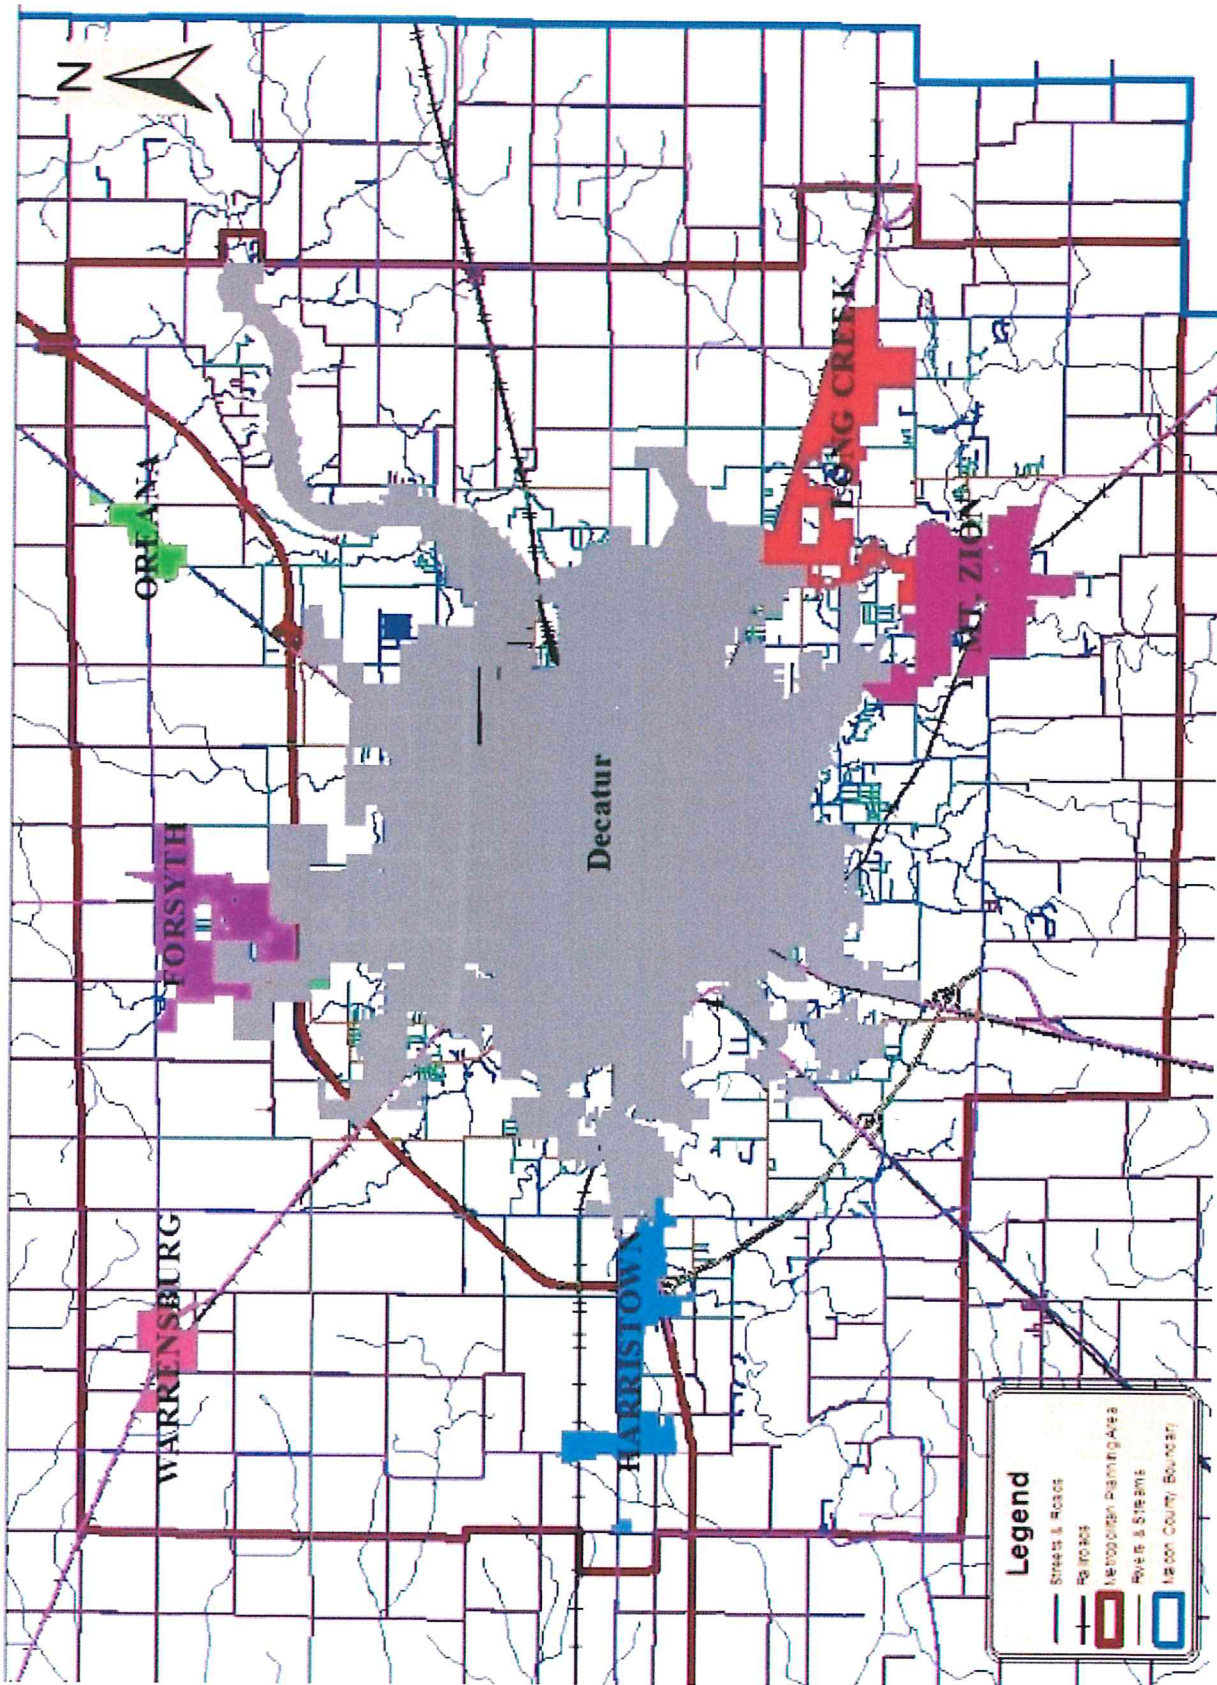 N
WARRENSBURG
FORSYTH
OREANA
HARRISTOWN
Decatur
LONG CREEK
MT. ZION
Legend
Streets & Roads
Railroads
Metropolitan Planning Area
Rivers & Streams
Macon County Boundary